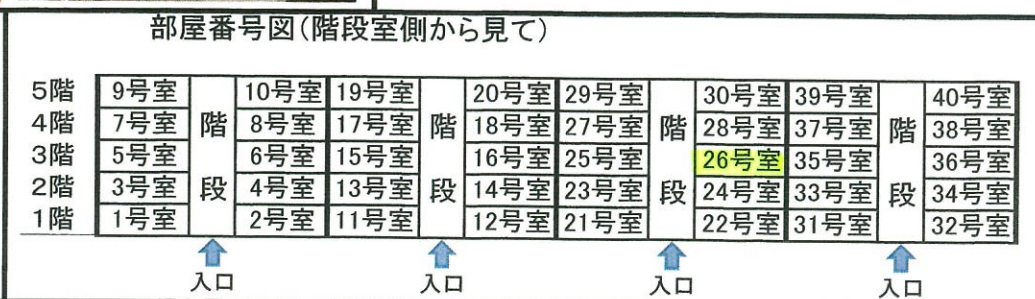 部屋番号図(階段室側から見て)
5階 9号室 10号室 19号室 20号室 29号室 30号室 39号室 40号室
4階 7号室 階 8号室 17号室 階 18号室 27号室 階 28号室 37号室 階 38号室
3階 5号室 6号室 15号室 16号室 25号室 26号室 35号室 36号室
2階 3号室 段 4号室 13号室 段 14号室 23号室 段 24号室 33号室 段 34号室
1階 1号室 2号室 11号室 12号室 21号室 22号室 31号室 32号室
入口 入口 入口 入口